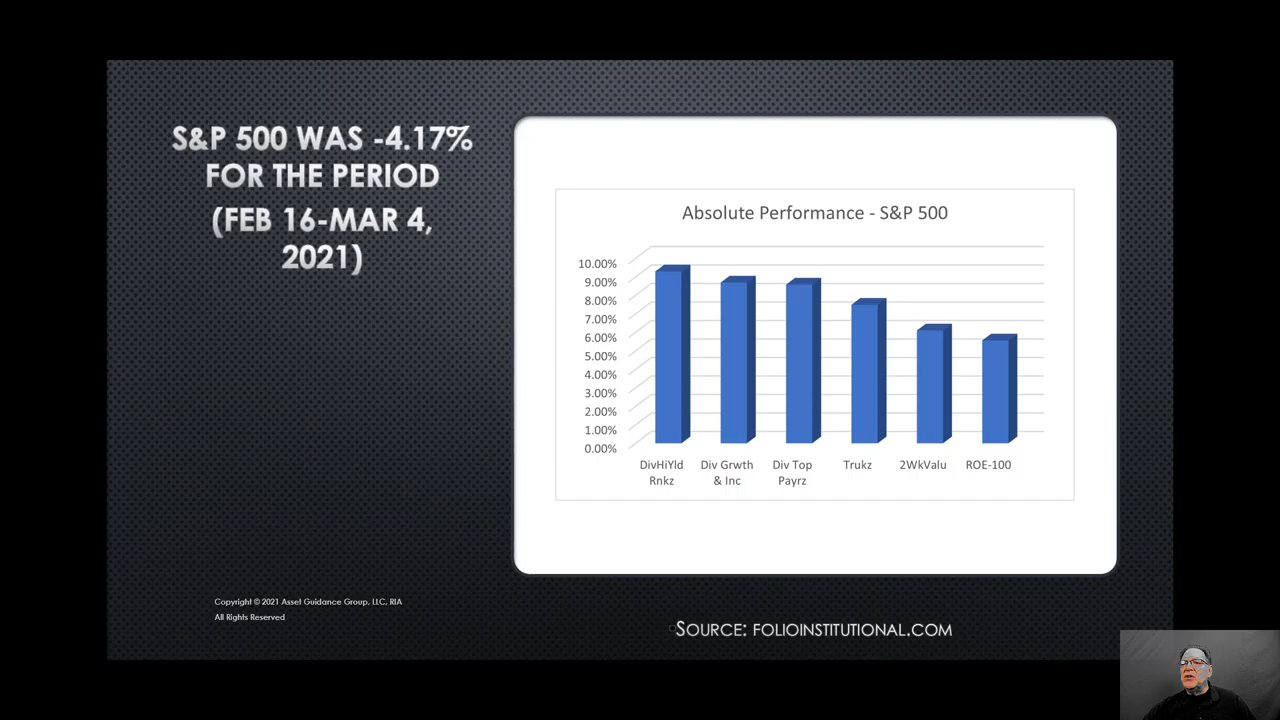 S&P 500 WAS -4.17%
FOR THE PERIOD
(FEB 16-MAR 4,
2021)
Absolute Performance - S&P 500
10.00%
9.00%
8.00%
7.00%
6.00%
5.00%
4.00%
3.00%
2.00%
1.00%
0.00%
DivHiYld
Rnkz
Div Grwth
& Inc
Div Top
Payrz
Trukz
2WkValu
ROE-100
Copyright © 2021 Asset Guidance Group, LLC, RIA
All Rights Reserved
SOURCE: FOLIOINSTITUTIONAL.COM